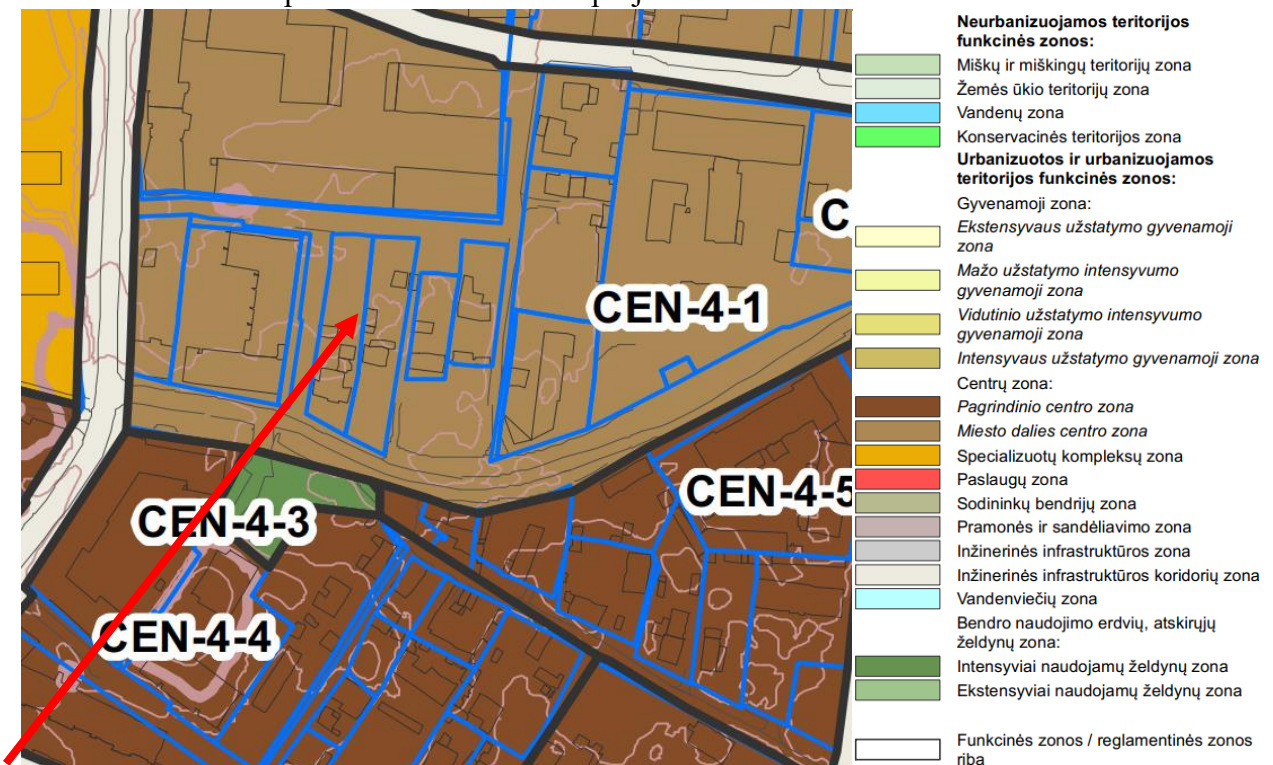 C
CEN-4-1
CEN-4-5
CEN-4-3
CEN-4-4
Neurbanizuojamos teritorijos
funkcinės zonos:
Miškų ir miškingų teritorijų zona
Žemės ūkio teritorijų zona
Vandenų zona
Konservacinės teritorijos zona
Urbanizuotos ir urbanizuojamos
teritorijos funkcinės zonos:
Gyvenamoji zona:
Ekstensyvaus užstatymo gyvenamoji
zona
Mažo užstatymo intensyvumo
gyvenamoji zona
Vidutinio užstatymo intensyvumo
gyvenamoji zona
Intensyvaus užstatymo gyvenamoji zona
Centrų zona:
Pagrindinio centro zona
Miesto dalies centro zona
Specializuotų kompleksų zona
Paslaugų zona
Sodininkų bendrijų zona
Pramonės ir sandėliavimo zona
Inžinerinės infrastruktūros zona
Inžinerinės infrastruktūros koridorių zona
Vandenviečių zona
Bendro naudojimo erdvių, atskirųjų
želdynų zona:
Intensyviai naudojamų želdynų zona
Ekstensyviai naudojamų želdynų zona
Funkcinės zonos / reglamentinės zonos
riba